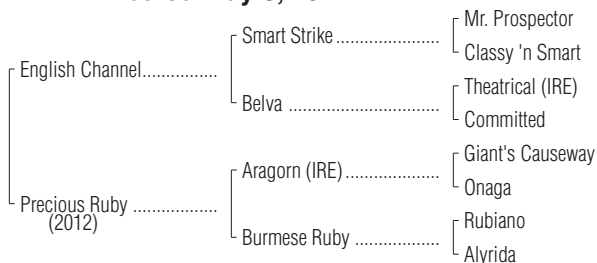 Mr. Prospector
Smart Strike
Classy 'n Smart
English Channel
Theatrical (IRE)
Belva
Committed
Giant's Causeway
Aragorn (IRE)
Onaga
Precious Ruby
(2012)
Rubiano
Burmese Ruby
Alyrida